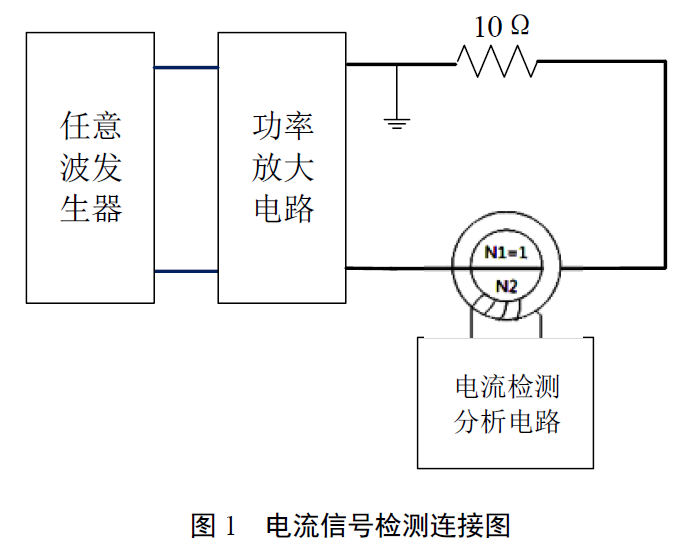 10 Ω
任意
波发
生器
功率
放大
电路
N1=1
N2
电流检测
分析电路
图 1 电流信号检测连接图